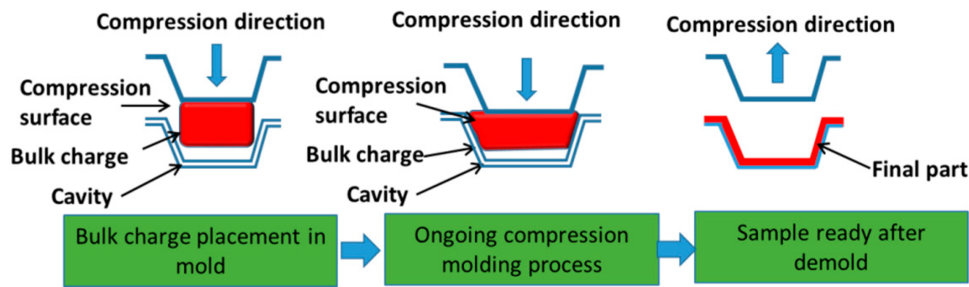 Compression direction
Compression
surface
Bulk charge
Cavity
Bulk charge placement in
mold
Compression direction
Compression
surface
Bulk charge
Cavity
Ongoing compression
molding process
Compression direction
Final part
Sample ready after
demold